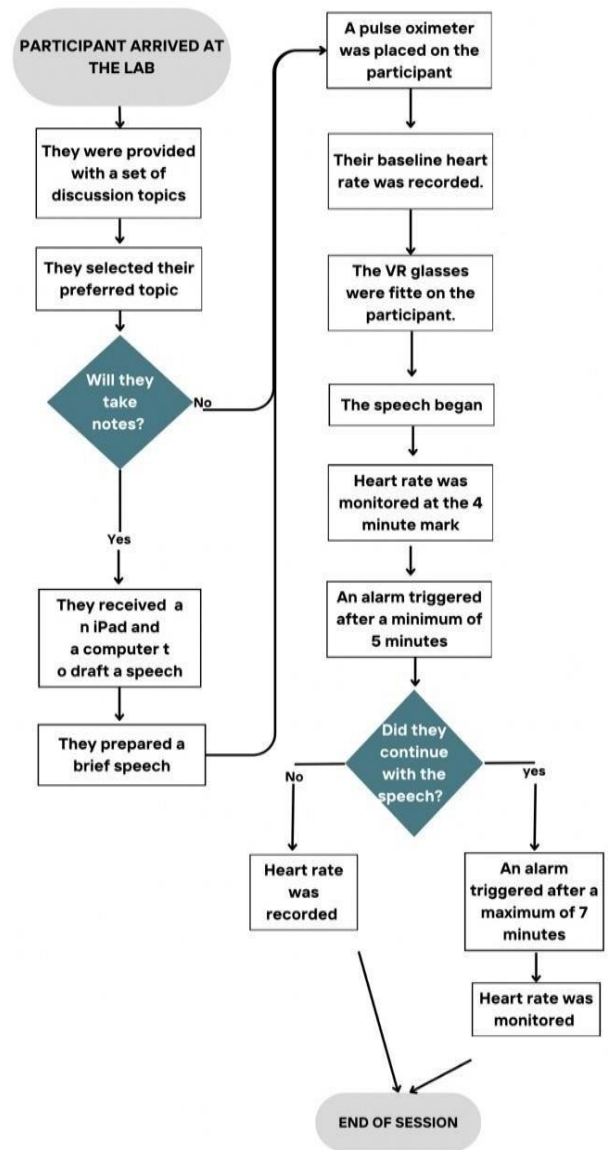 PARTICIPANT ARRIVED AT
THE LAB
They were provided
with a set of
discussion topics
They selected their
preferred topic
Will they
take
notes?
No
Yes
They received a
n iPad and
a computer t
o draft a speech
They prepared a
brief speech
A pulse oximeter
was placed on the
participant
Their baseline heart
rate was recorded.
The VR glasses
were fitte on the
participant.
The speech began
Heart rate was
monitored at the 4
minute mark
An alarm triggered
after a minimum of
5 minutes
Did they
continue
with the
speech?
No
yes
Heart rate
was
recorded
An alarm
triggered after a
maximum of 7
minutes
Heart rate was
monitored
END OF SESSION